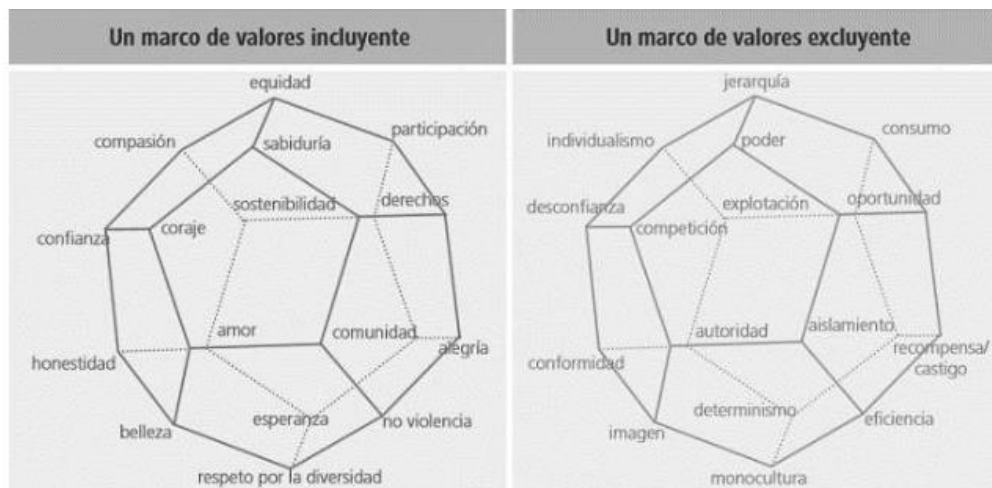 Un marco de valores incluyente
equidad
participación
compasión
sabiduría
sostenibilidad
derechos
confianza
coraje
amor
comunidad
alegría
honestidad
esperanza
no violencia
belleza
respeto por la diversidad
Un marco de valores excluyente
jerarquía
consumo
individualismo
poder
explotación
oportunidad
desconfianza
competición
autoridad
aislamiento
recompensa/
castigo
conformidad
determinismo
eficiencia
imagen
monocultura